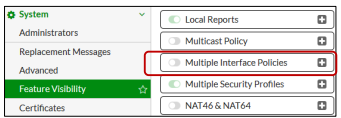 System
Administrators
Replacement Messages
Advanced
Feature Visibility
Certificates
Local Reports
Multicast Policy
Multiple Interface Policies
Multiple Security Profiles
NAT46 & NAT64